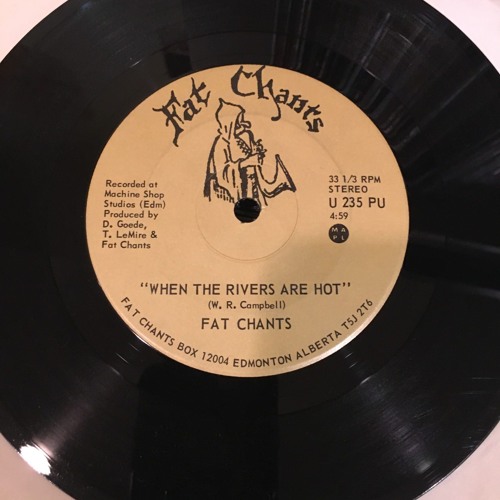 Fat Chants
Recorded at
Machine Shop
Studios (Edm)
Produced by
D. Goede,
T. LeMire &
Fat Chants
33 1/3 RPM
STEREO
U 235 PU
4:59
MA
PL
"WHEN THE RIVERS ARE HOT"
(W. R. Campbell)
FAT CHANTS
FAT CHANTS BOX 12004 EDMONTON ALBERTA T5J 2T6